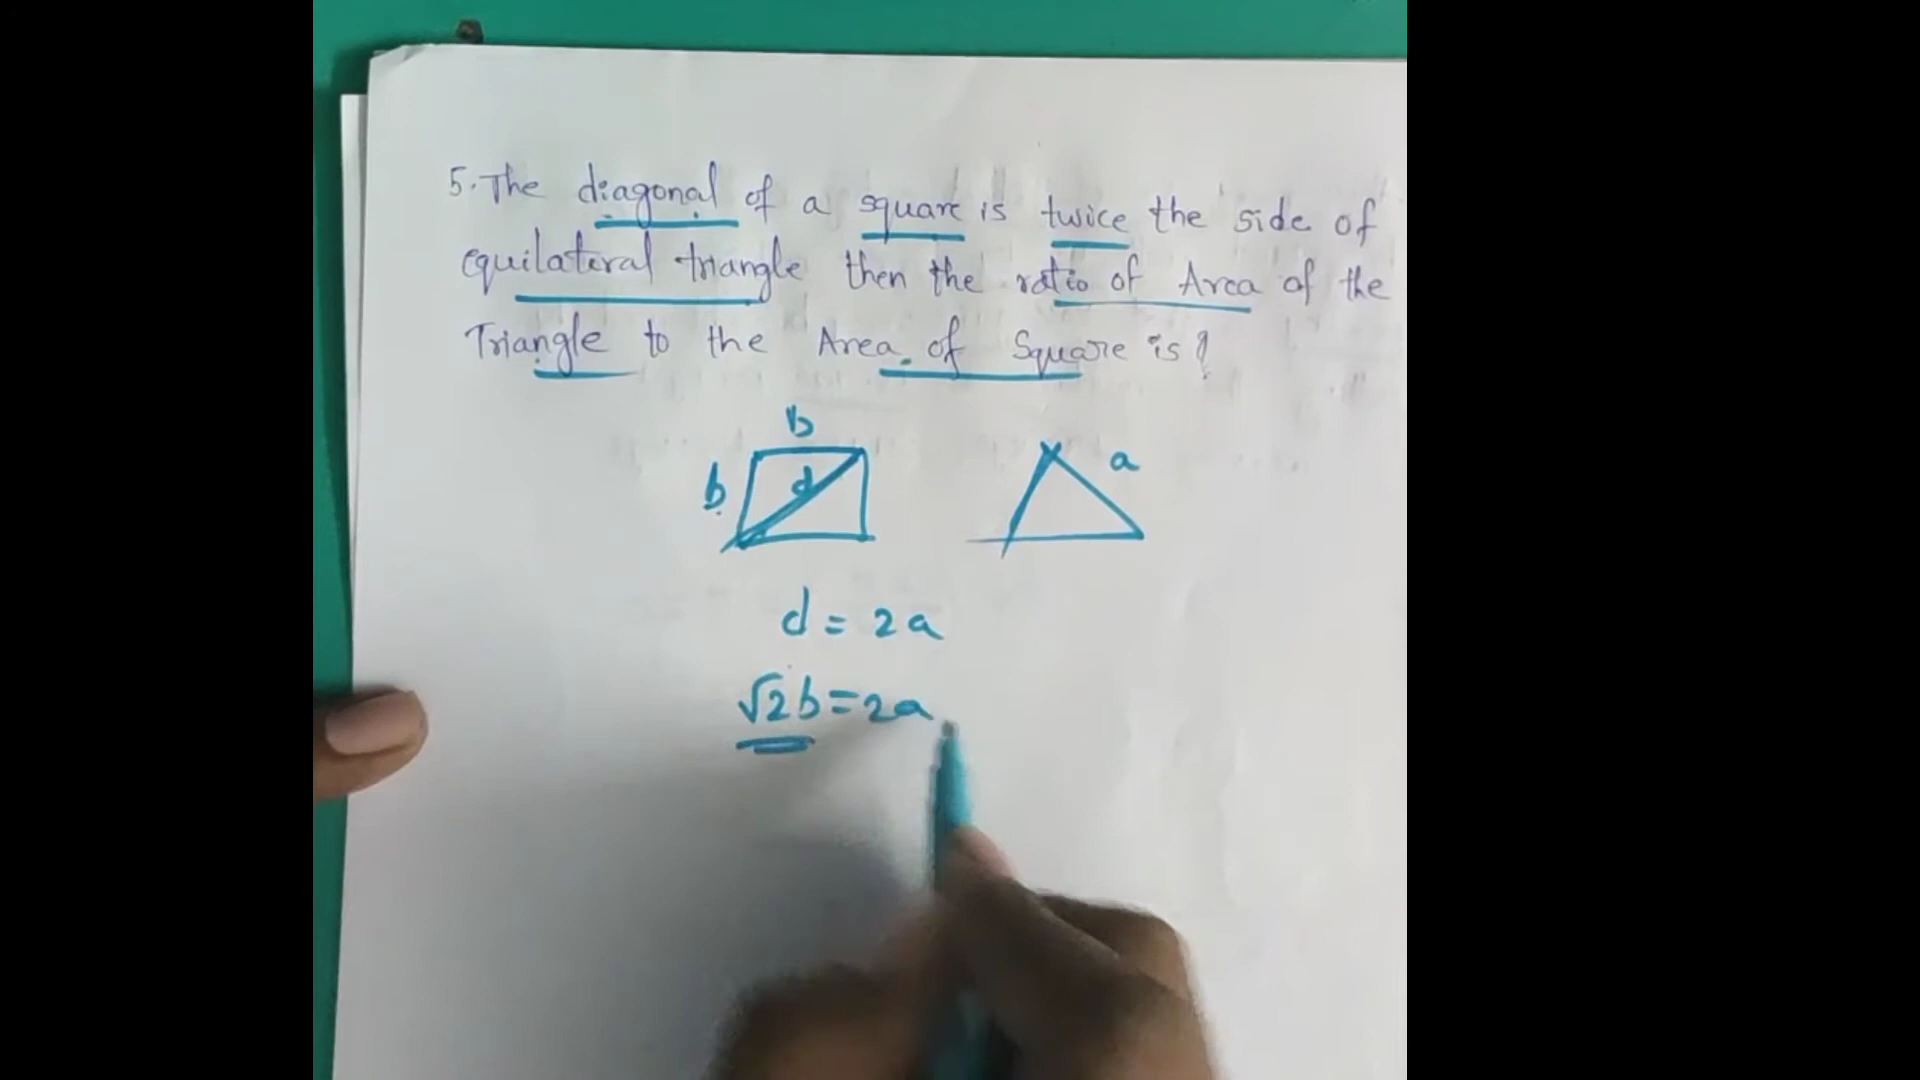 5. The diagonal of a square is twice the side of
equilateral triangle then the ratio of Area of the
Triangle to the Area of Square is ?
b
b
d
a
d = 2a
√2b = 2a